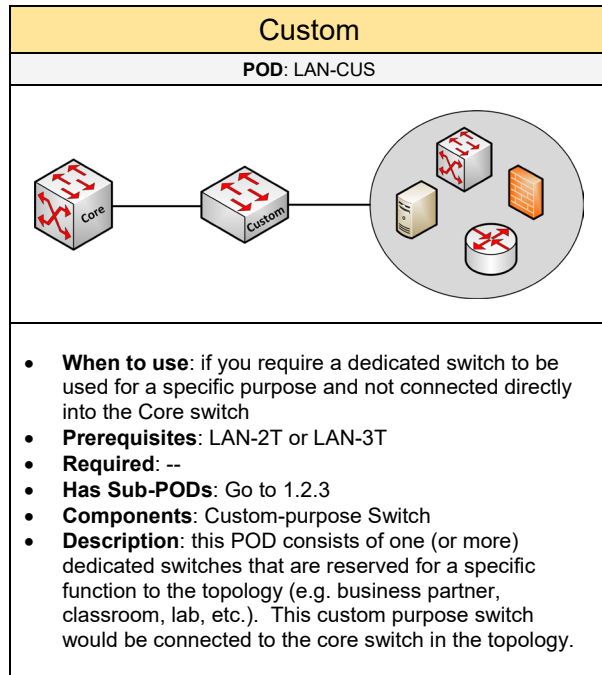 Custom
POD: LAN-CUS
Core
Custom
• When to use: if you require a dedicated switch to be
used for a specific purpose and not connected directly
into the Core switch
• Prerequisites: LAN-2T or LAN-3T
• Required: --
• Has Sub-PODs: Go to 1.2.3
• Components: Custom-purpose Switch
• Description: this POD consists of one (or more)
dedicated switches that are reserved for a specific
function to the topology (e.g. business partner,
classroom, lab, etc.).  This custom purpose switch
would be connected to the core switch in the topology.